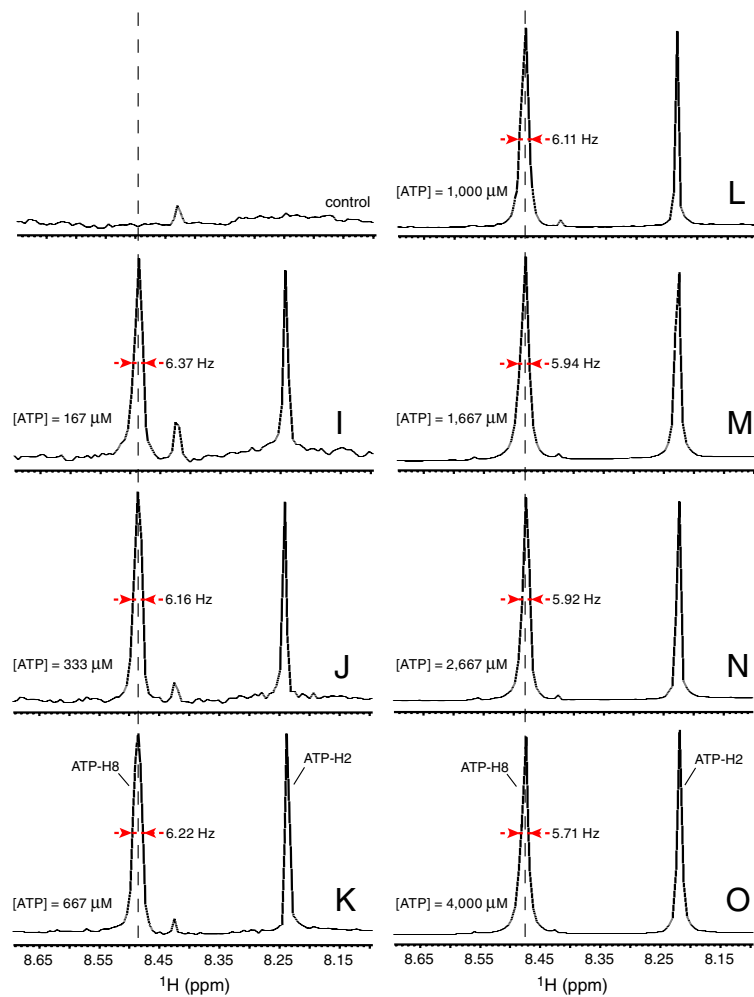 control
6.37 Hz
[ATP] = 167 µM
I
6.16 Hz
[ATP] = 333 µM
J
ATP-H8
ATP-H2
6.22 Hz
[ATP] = 667 µM
K
8.65 8.55 8.45 8.35 8.25 8.15
¹H (ppm)
6.11 Hz
[ATP] = 1,000 µM
L
5.94 Hz
[ATP] = 1,667 µM
M
5.92 Hz
[ATP] = 2,667 µM
N
ATP-H8
ATP-H2
5.71 Hz
[ATP] = 4,000 µM
O
8.65 8.55 8.45 8.35 8.25 8.15
¹H (ppm)